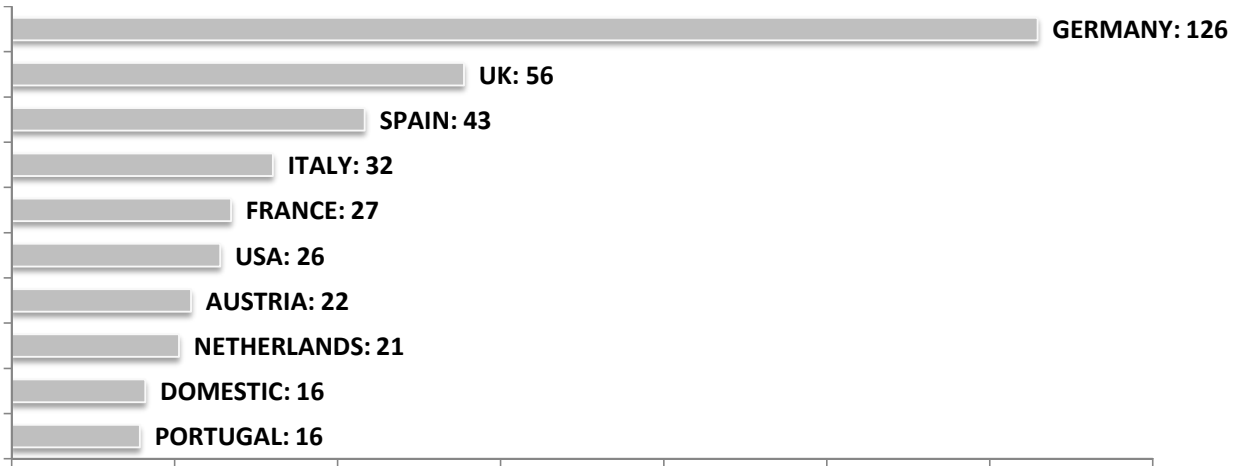 GERMANY: 126
UK: 56
SPAIN: 43
ITALY: 32
FRANCE: 27
USA: 26
AUSTRIA: 22
NETHERLANDS: 21
DOMESTIC: 16
PORTUGAL: 16